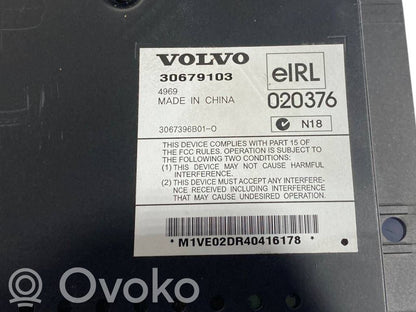 VOLVO
30679103
4969
MADE IN CHINA
3067396B01-O
eIRL
020376
N18
THIS DEVICE COMPLIES WITH PART 15 OF
THE FCC RULES. OPERATION IS SUBJECT TO
THE FOLLOWING TWO CONDITIONS:
(1) THIS DEVICE MAY NOT CAUSE HARMFUL
INTERFERENCE.
(2) THIS DEVICE MUST ACCEPT ANY INTERFERE-
NCE RECEIVED, INCLUDING INTERFERENCE
THAT CAUSE UNDESIRED OPERATION.
* M1VE02DR40416178 *
Ovoko